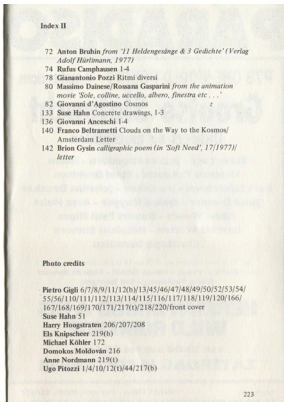 Index II
72 Anton Bruhin from '11 Heldengesänge & 3 Gedichte' (Verlag
Adolf Hürlimann, 1977)
74 Rufus Camphausen 1-4
78 Gianantonio Pozzi Ritmi diversi
80 Massimo Dainese/Rossana Gasparini from the animation
movie 'Sole, colline, uccello, albero, finestra etc . . .'
82 Giovanni d'Agostino Cosmos
133 Suse Hahn Concrete drawings, 1-3
136 Giovanni Anceschi 1-4
140 Franco Beltrametti Clouds on the Way to the Kosmos/
Amsterdam Letter
142 Brion Gysin calligraphic poem (in 'Soft Need', 17/1977)/
letter
Photo credits
Pietro Gigli 6/7/8/9/11/12(b)/13/45/46/47/48/49/50/52/53/54/
55/56/110/111/112/113/114/115/116/117/118/119/120/166/
167/168/169/170/171/217(t)/218/220/front cover
Suse Hahn 51
Harry Hoogstraten 206/207/208
Els Knipscheer 219(b)
Michael Köhler 172
Domokos Moldován 216
Anne Nordmann 219(t)
Ugo Pitozzi 1/4/10/12(t)/44/217(b)
223